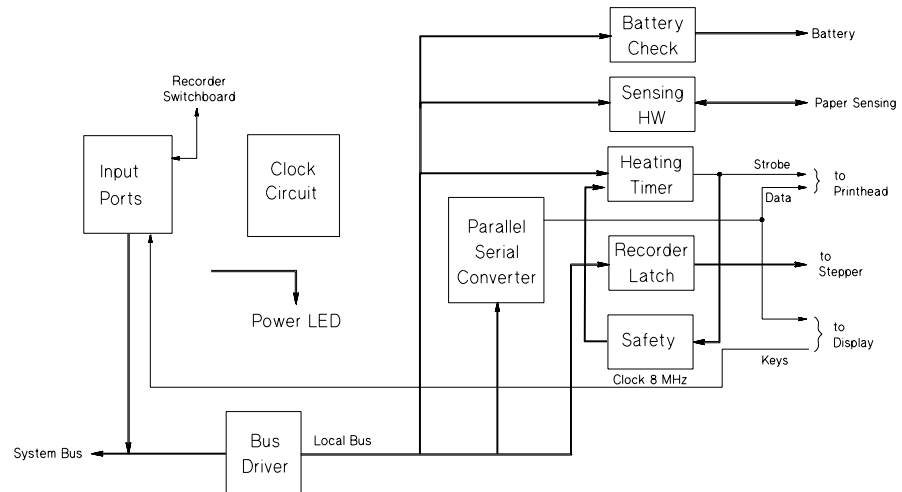 Battery
Check
Battery
Recorder
Switchboard
Sensing
HW
Paper Sensing
Input
Ports
Clock
Circuit
Heating
Timer
Strobe
Data
to
Printhead
Parallel
Serial
Converter
Recorder
Latch
to
Stepper
Power LED
Safety
to
Display
Keys
Clock 8 MHz
System Bus
Bus
Driver
Local Bus